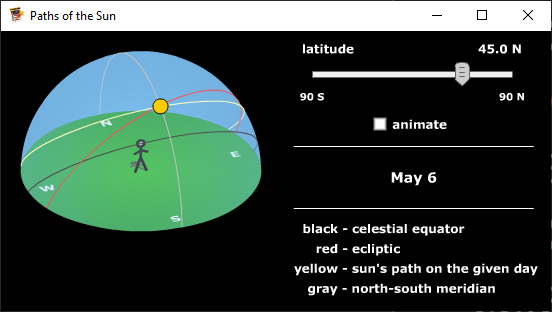 Paths of the Sun
latitude 45.0 N
90 S 90 N
animate
May 6
N
E
W
S
black - celestial equator
red - ecliptic
yellow - sun's path on the given day
gray - north-south meridian